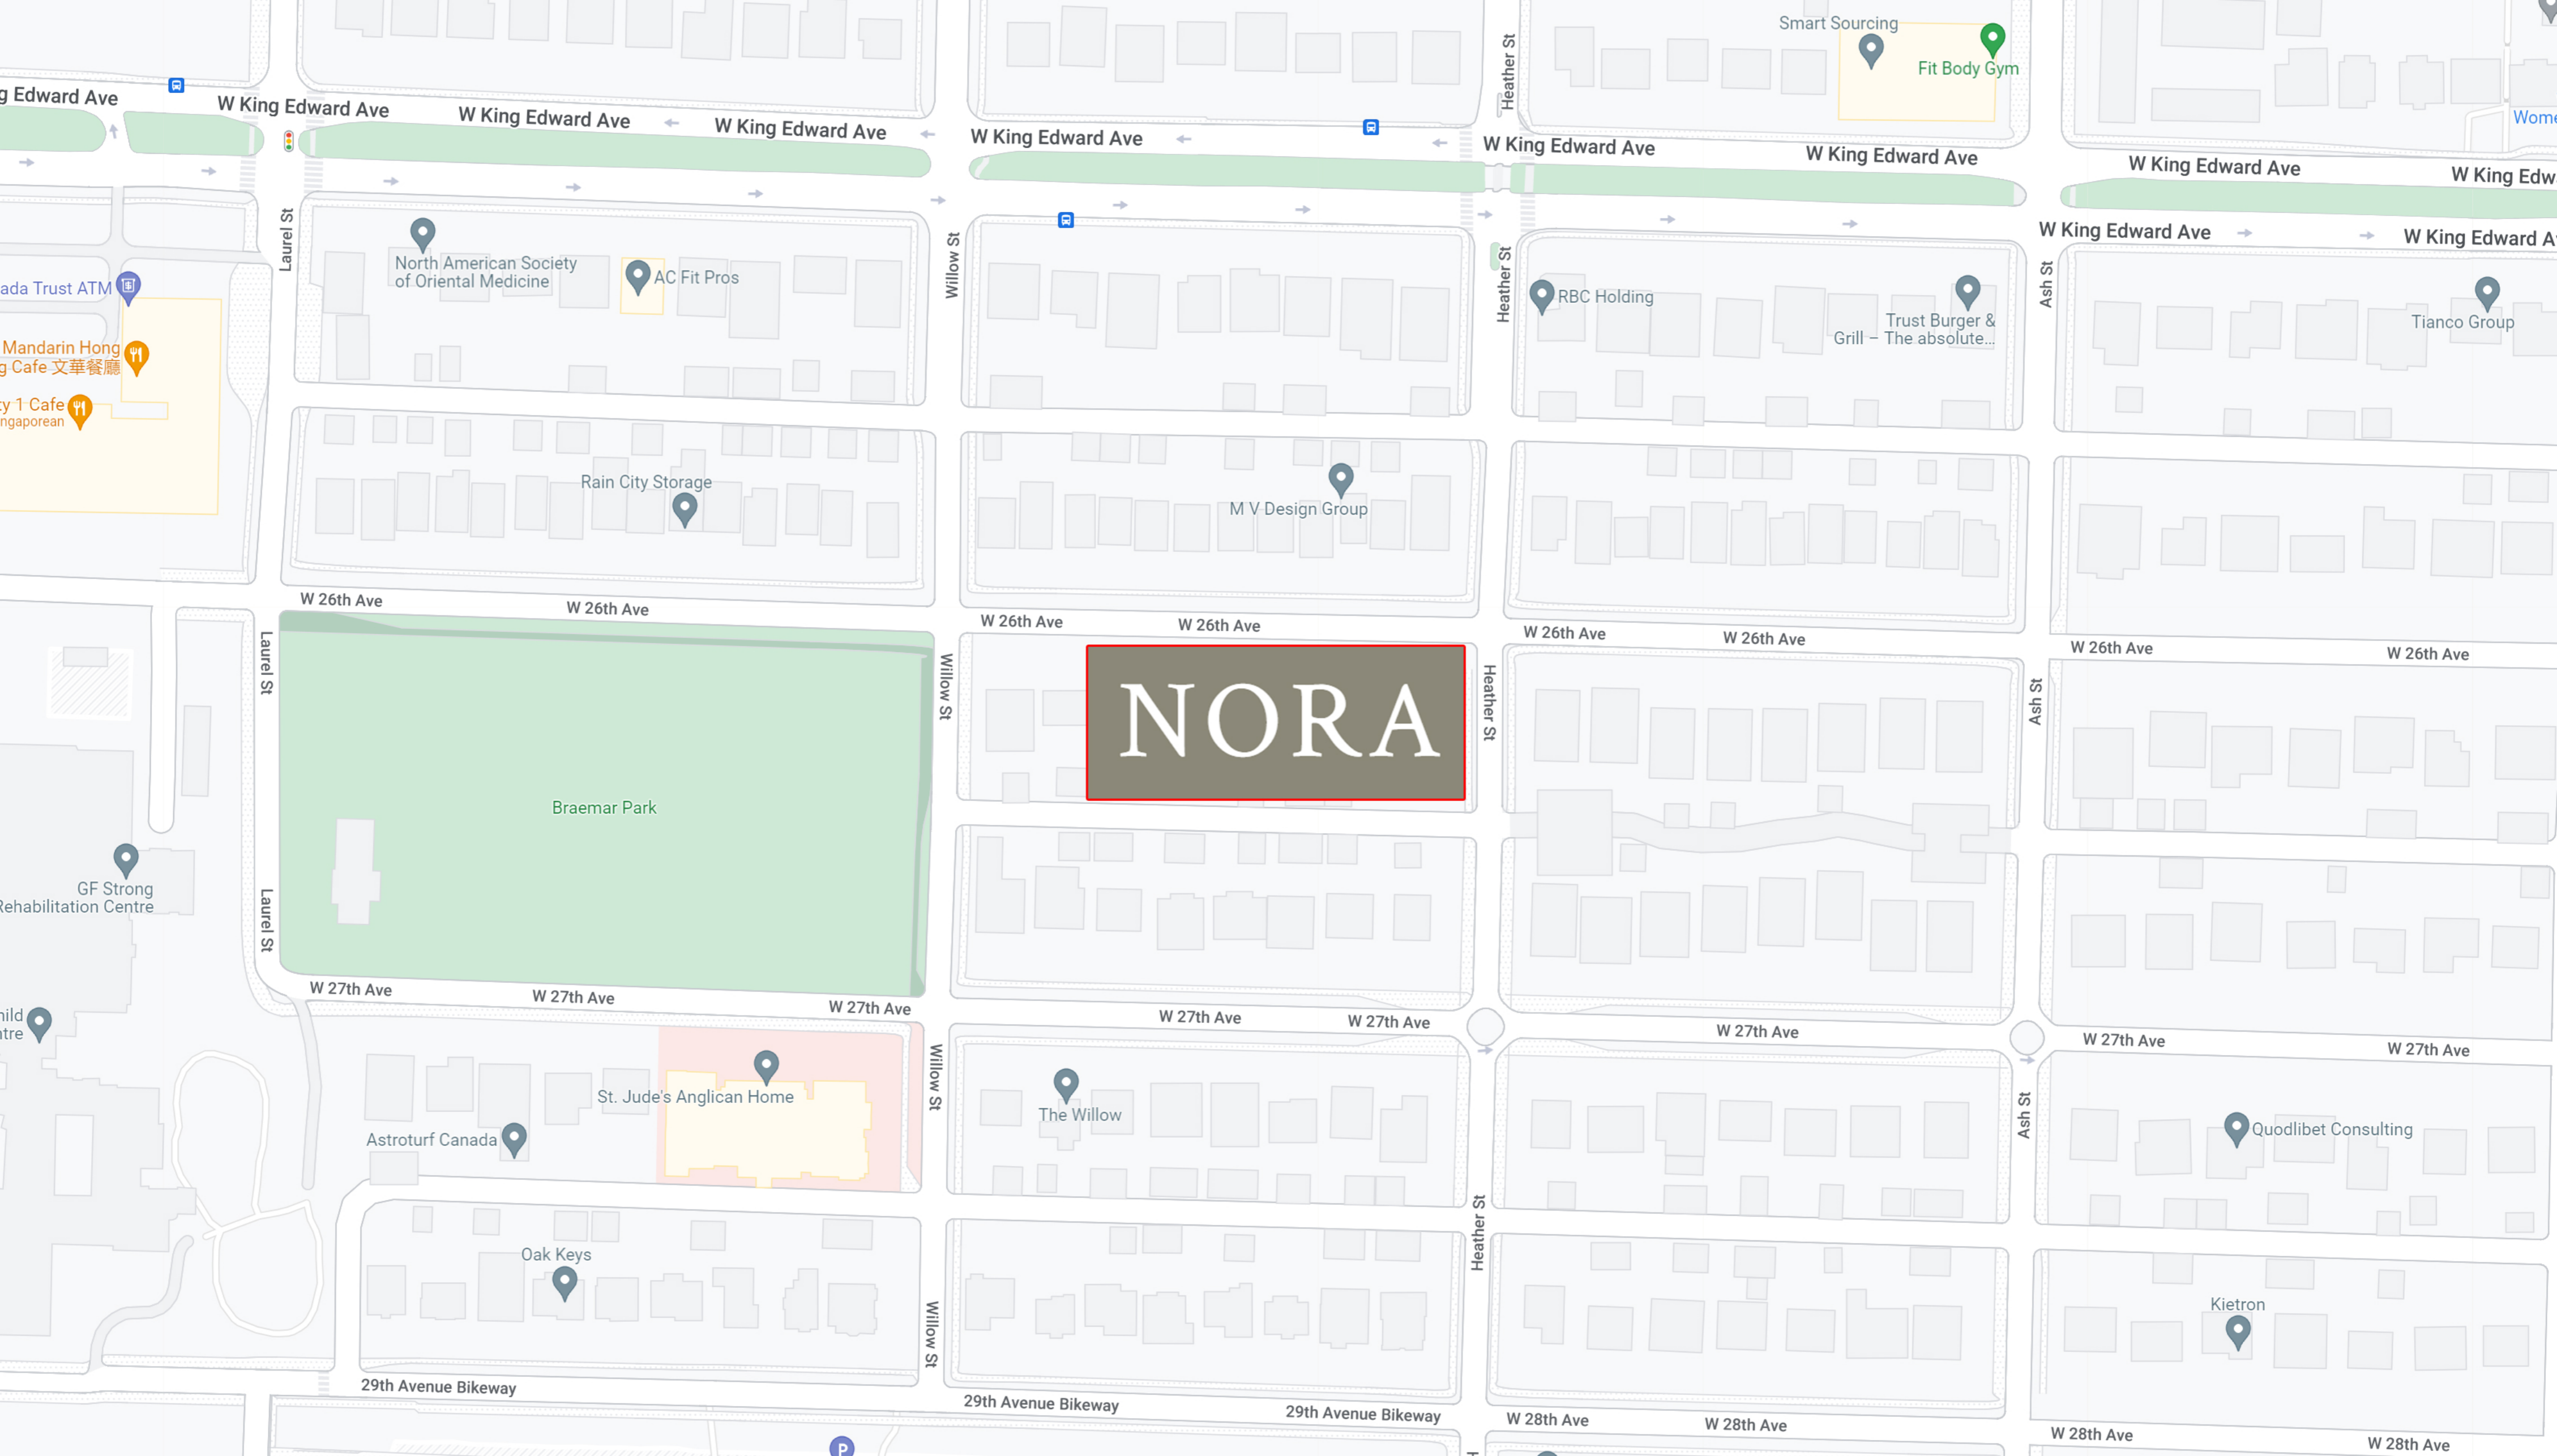 Smart Sourcing
Fit Body Gym
Heather St
g Edward Ave
W King Edward Ave
W King Edward Ave
W King Edward Ave
W King Edward Ave
W King Edward Ave
W King Edward Ave
W King Edward Ave
W King Edw
Wome
W King Edward Ave
W King Edward A
Laurel St
Willow St
Heather St
Ash St
North American Society
of Oriental Medicine
AC Fit Pros
ada Trust ATM
RBC Holding
Trust Burger &
Grill – The absolute...
Tianco Group
Mandarin Hong
g Cafe 文華餐廳
ty 1 Cafe
ngaporean
Rain City Storage
M V Design Group
W 26th Ave
W 26th Ave
W 26th Ave
W 26th Ave
W 26th Ave
W 26th Ave
W 26th Ave
W 26th Ave
Laurel St
Willow St
NORA
Heather St
Ash St
Braemar Park
GF Strong
Rehabilitation Centre
Laurel St
W 27th Ave
W 27th Ave
W 27th Ave
W 27th Ave
W 27th Ave
W 27th Ave
W 27th Ave
W 27th Ave
hild
ntre
St. Jude's Anglican Home
Willow St
The Willow
Astroturf Canada
Ash St
Quodlibet Consulting
Heather St
Oak Keys
Kietron
Willow St
29th Avenue Bikeway
29th Avenue Bikeway
29th Avenue Bikeway
W 28th Ave
W 28th Ave
W 28th Ave
W 28th Ave
P
H